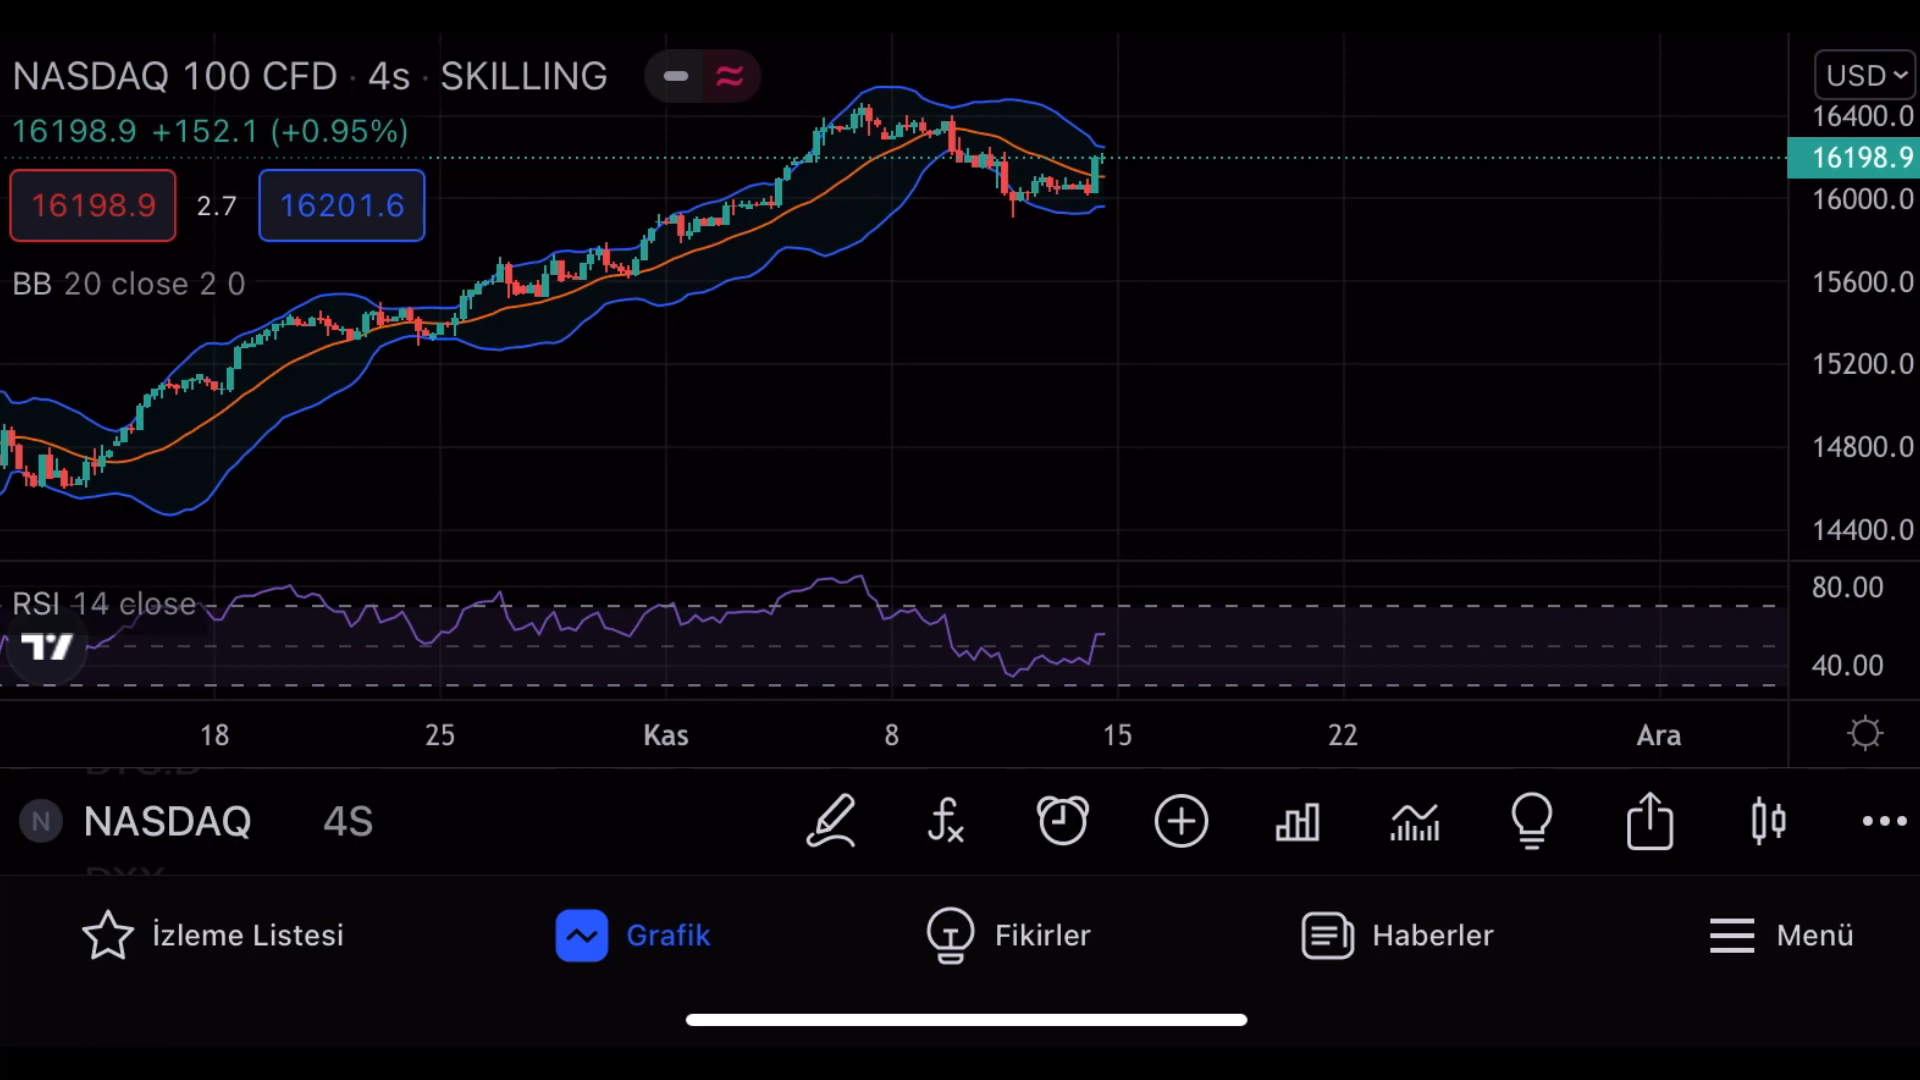 NASDAQ 100 CFD · 4s · SKILLING
USD
16198.9 +152.1 (+0.95%)
16198.9 2.7 16201.6
BB 20 close 2 0
16400.0
16198.9
16000.0
15600.0
15200.0
14800.0
14400.0
RSI 14 close
80.00
40.00
18 25 Kas 8 15 22 Ara
N NASDAQ 4S
İzleme Listesi Grafik Fikirler Haberler Menü